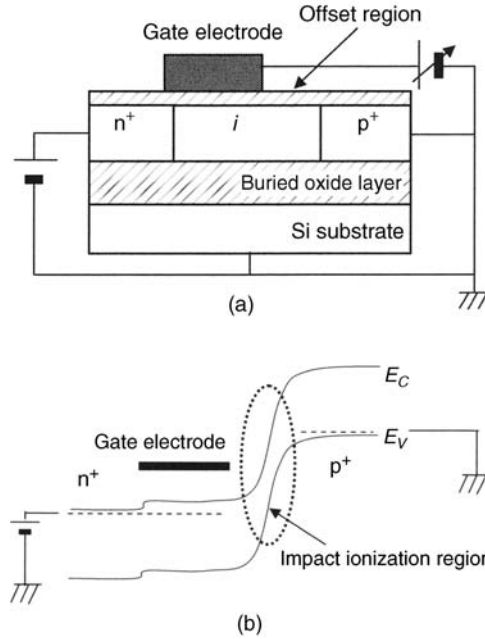 Offset region
Gate electrode
n+
i
p+
Buried oxide layer
Si substrate
(a)
E_C
Gate electrode
E_V
n+
p+
Impact ionization region
(b)